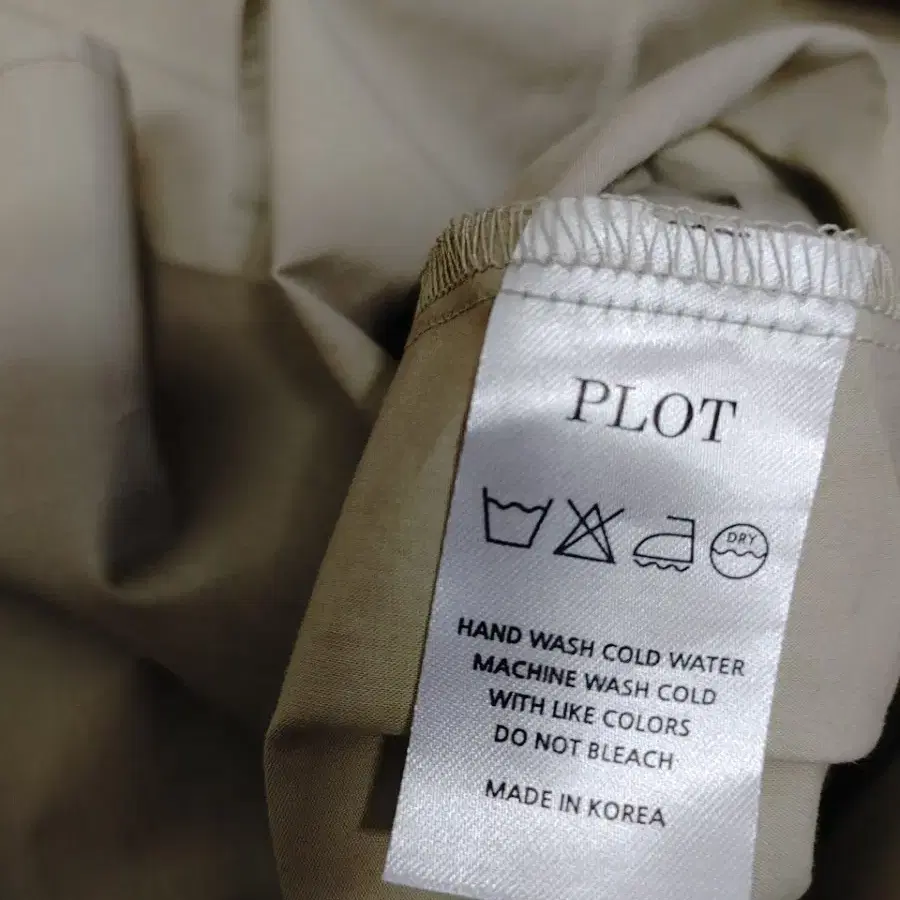 PLOT
DRY
HAND WASH COLD WATER
MACHINE WASH COLD
WITH LIKE COLORS
DO NOT BLEACH
MADE IN KOREA